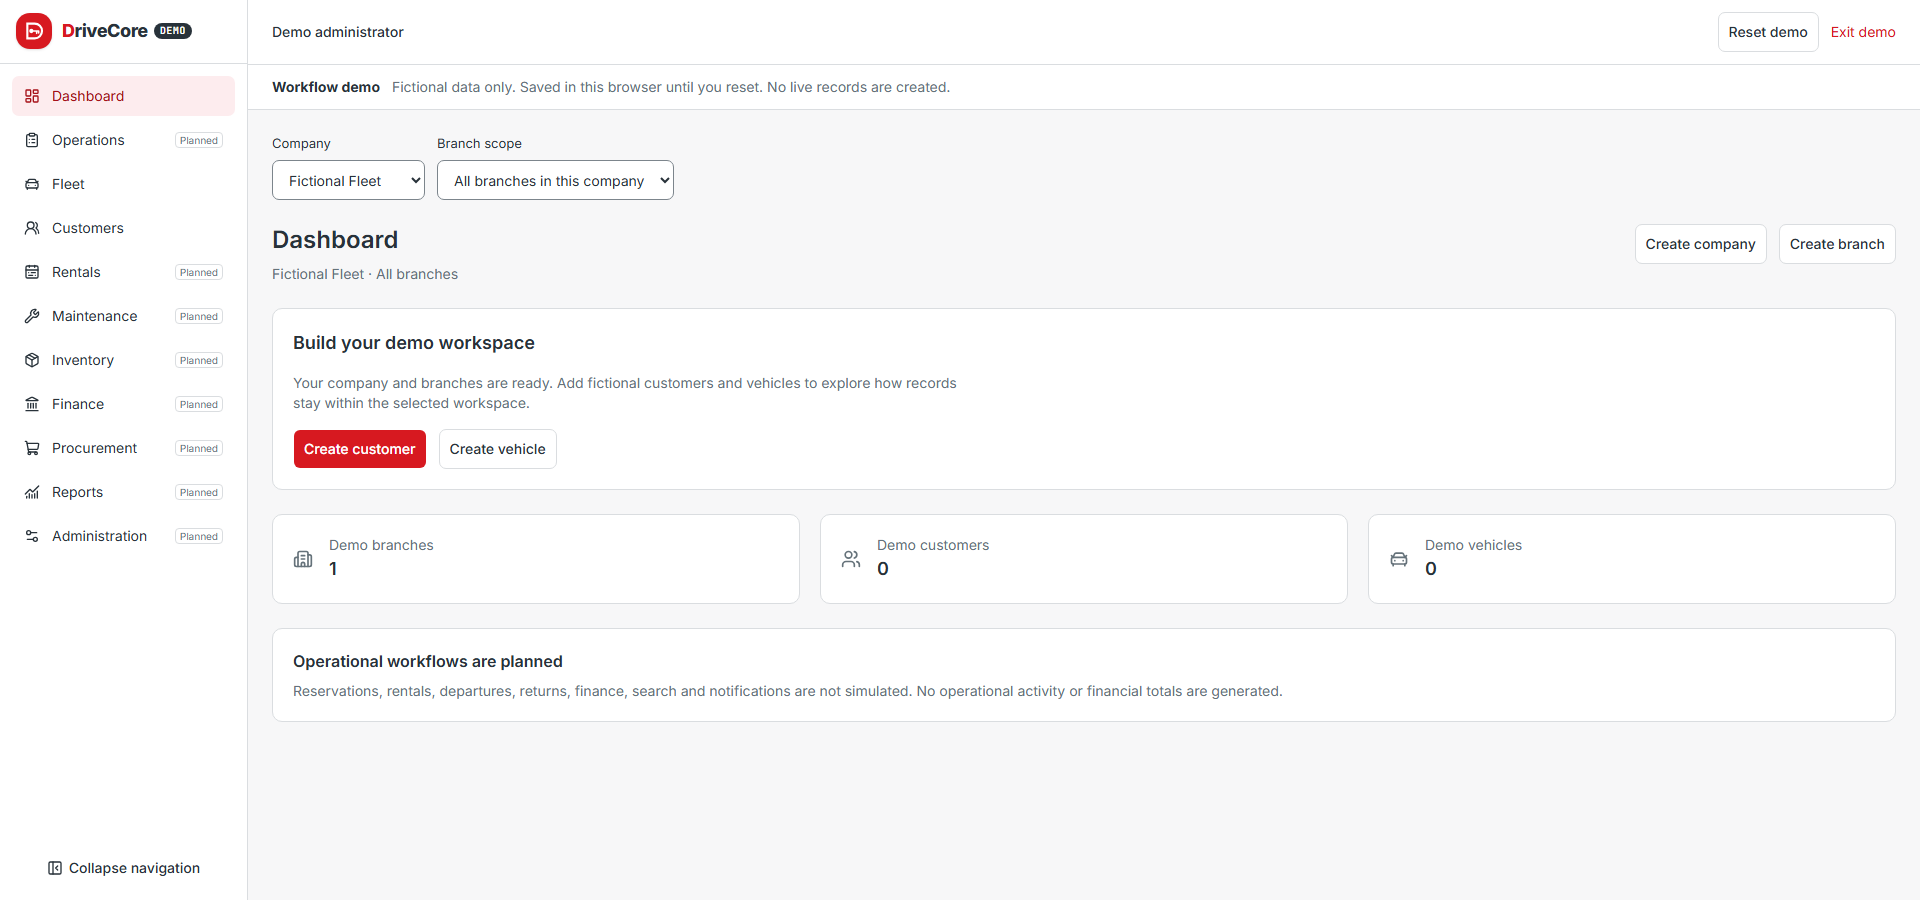 DriveCore DEMO
Demo administrator
Reset demo
Exit demo
Workflow demo Fictional data only. Saved in this browser until you reset. No live records are created.
Dashboard
Operations Planned
Fleet
Customers
Rentals Planned
Maintenance Planned
Inventory Planned
Finance Planned
Procurement Planned
Reports Planned
Administration Planned
Collapse navigation
Company
Fictional Fleet
Branch scope
All branches in this company
Dashboard
Fictional Fleet · All branches
Create company
Create branch
Build your demo workspace
Your company and branches are ready. Add fictional customers and vehicles to explore how records
stay within the selected workspace.
Create customer
Create vehicle
Demo branches
1
Demo customers
0
Demo vehicles
0
Operational workflows are planned
Reservations, rentals, departures, returns, finance, search and notifications are not simulated. No operational activity or financial totals are generated.